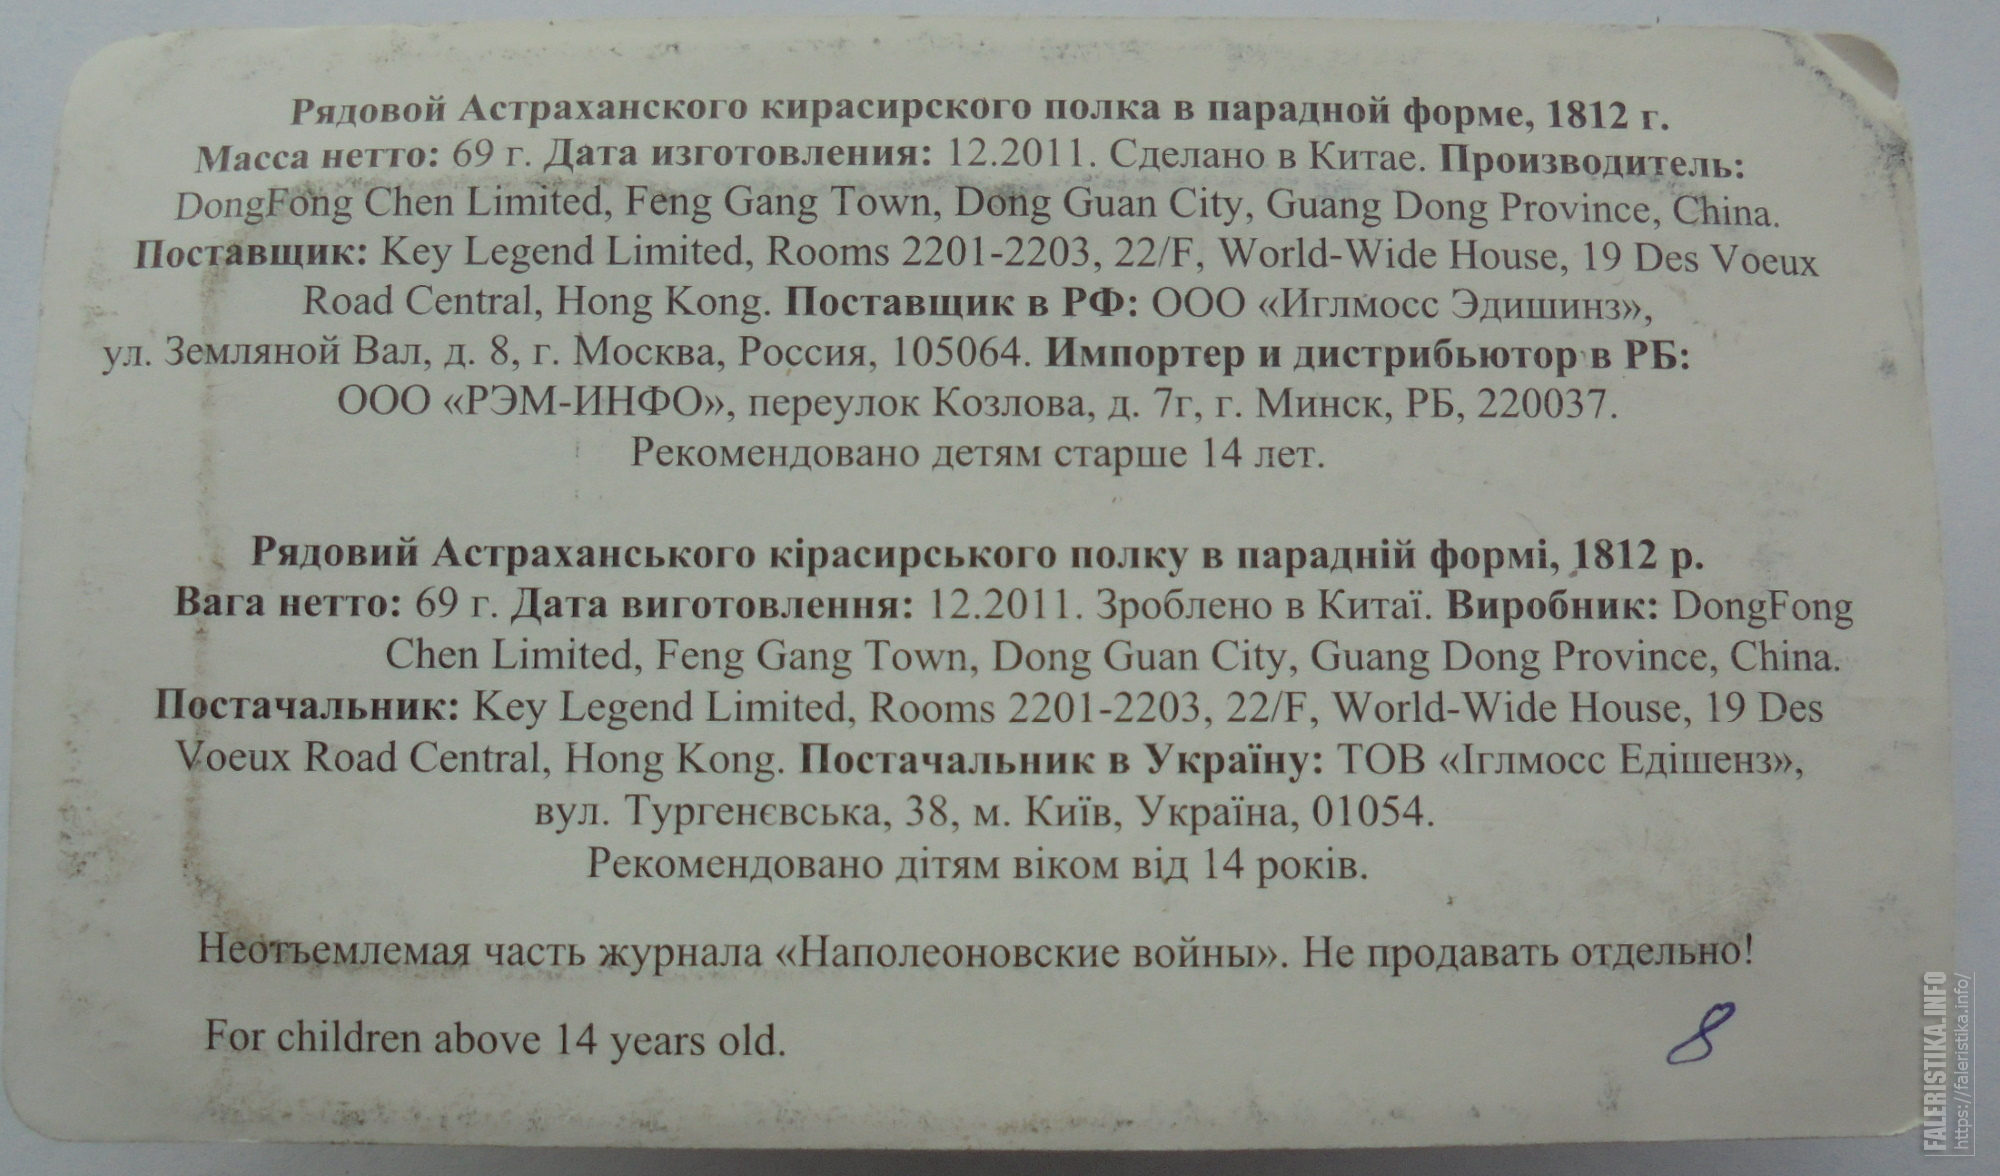 Рядовой Астраханского кирасирского полка в парадной форме, 1812 г.
Масса нетто: 69 г. Дата изготовления: 12.2011. Сделано в Китае. Производитель:
DongFong Chen Limited, Feng Gang Town, Dong Guan City, Guang Dong Province, China.
Поставщик: Key Legend Limited, Rooms 2201-2203, 22/F, World-Wide House, 19 Des Voeux
Road Central, Hong Kong. Поставщик в РФ: ООО «Иглмосс Эдишинз»,
ул. Земляной Вал, д. 8, г. Москва, Россия, 105064. Импортер и дистрибьютор в РБ:
ООО «РЭМ-ИНФО», переулок Козлова, д. 7г, г. Минск, РБ, 220037.
Рекомендовано детям старше 14 лет.
Рядовий Астраханського кірасирського полку в парадній формі, 1812 р.
Вага нетто: 69 г. Дата виготовлення: 12.2011. Зроблено в Китаї. Виробник: DongFong
Chen Limited, Feng Gang Town, Dong Guan City, Guang Dong Province, China.
Постачальник: Key Legend Limited, Rooms 2201-2203, 22/F, World-Wide House, 19 Des
Voeux Road Central, Hong Kong. Постачальник в Україну: ТОВ «Іглмосс Едішенз»,
вул. Тургенєвська, 38, м. Київ, Україна, 01054.
Рекомендовано дітям віком від 14 років.
Неотъемлемая часть журнала «Наполеоновские войны». Не продавать отдельно!
For children above 14 years old.
8
FALERISTIKA.INFO
https://faleristika.info/